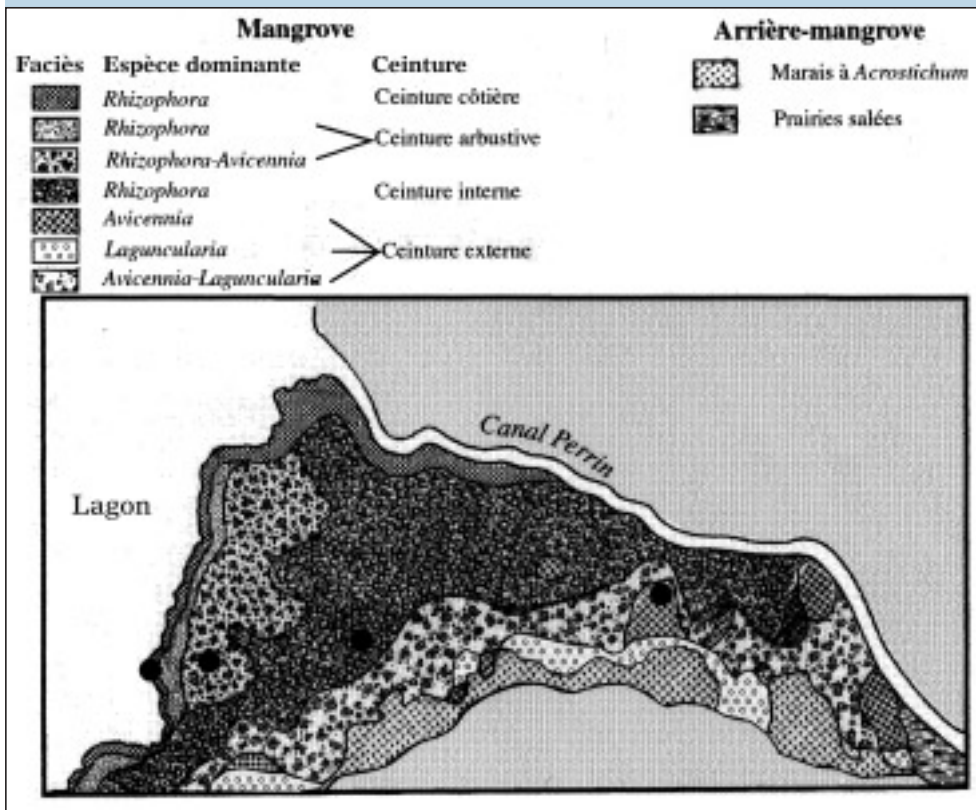 Mangrove
Faciès Espèce dominante Ceinture
Rhizophora Ceinture côtière
Rhizophora
Ceinture arbustive
Rhizophora-Avicennia
Rhizophora Ceinture interne
Avicennia
Laguncularia Ceinture externe
Avicennia-Laguncularia
Arrière-mangrove
Marais à Acrostichum
Prairies salées
Canal Perrin
Lagon